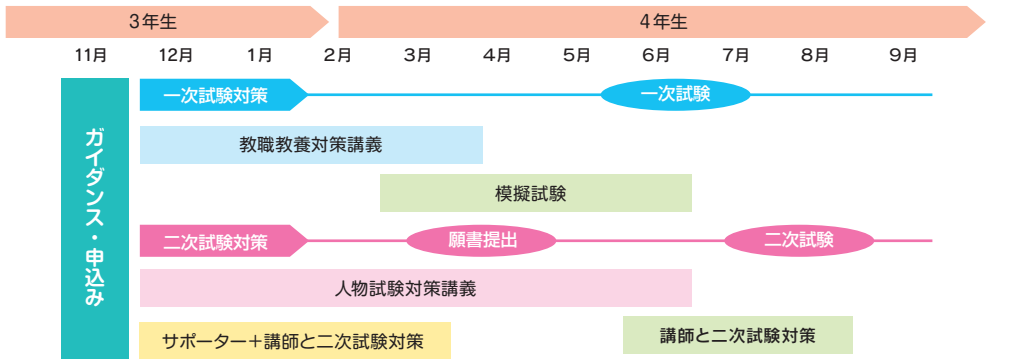 3年生
4年生
11月 12月 1月 2月 3月 4月 5月 6月 7月 8月 9月
ガイダンス・申込み
一次試験対策
一次試験
教職教養対策講義
模擬試験
二次試験対策
願書提出
二次試験
人物試験対策講義
サポーター＋講師と二次試験対策
講師と二次試験対策